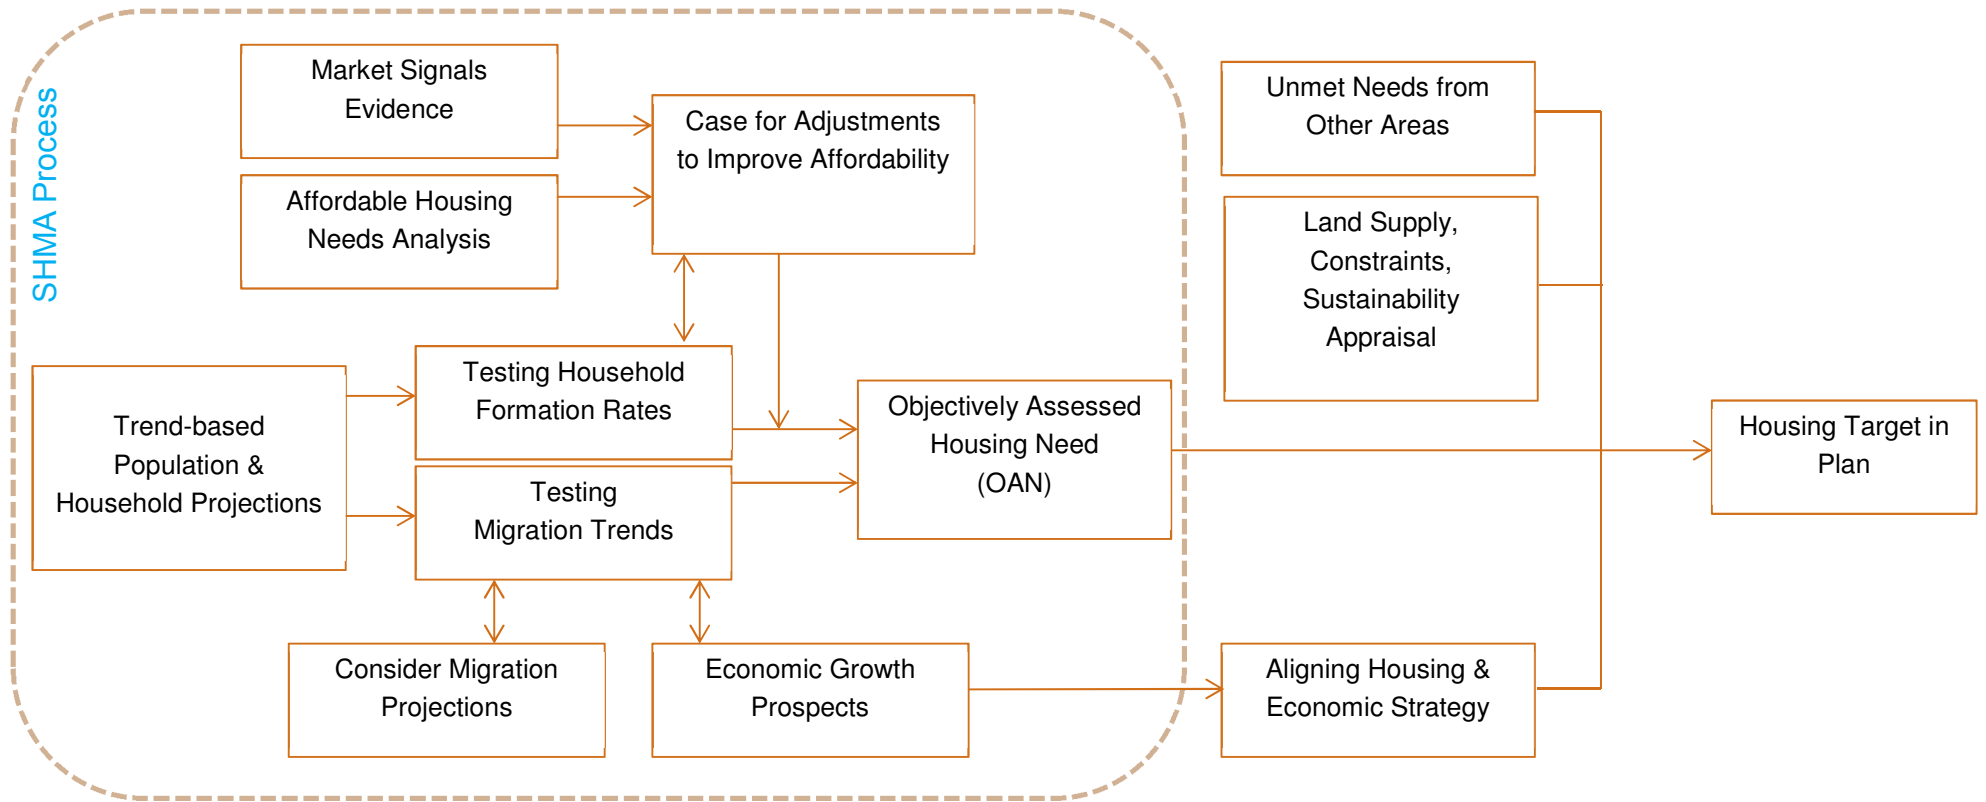 SHMA Process
Market Signals
Evidence
Affordable Housing
Needs Analysis
Case for Adjustments
to Improve Affordability
Unmet Needs from
Other Areas
Land Supply,
Constraints,
Sustainability
Appraisal
Trend-based
Population &
Household Projections
Testing Household
Formation Rates
Testing
Migration Trends
Objectively Assessed
Housing Need
(OAN)
Housing Target in
Plan
Consider Migration
Projections
Economic Growth
Prospects
Aligning Housing &
Economic Strategy